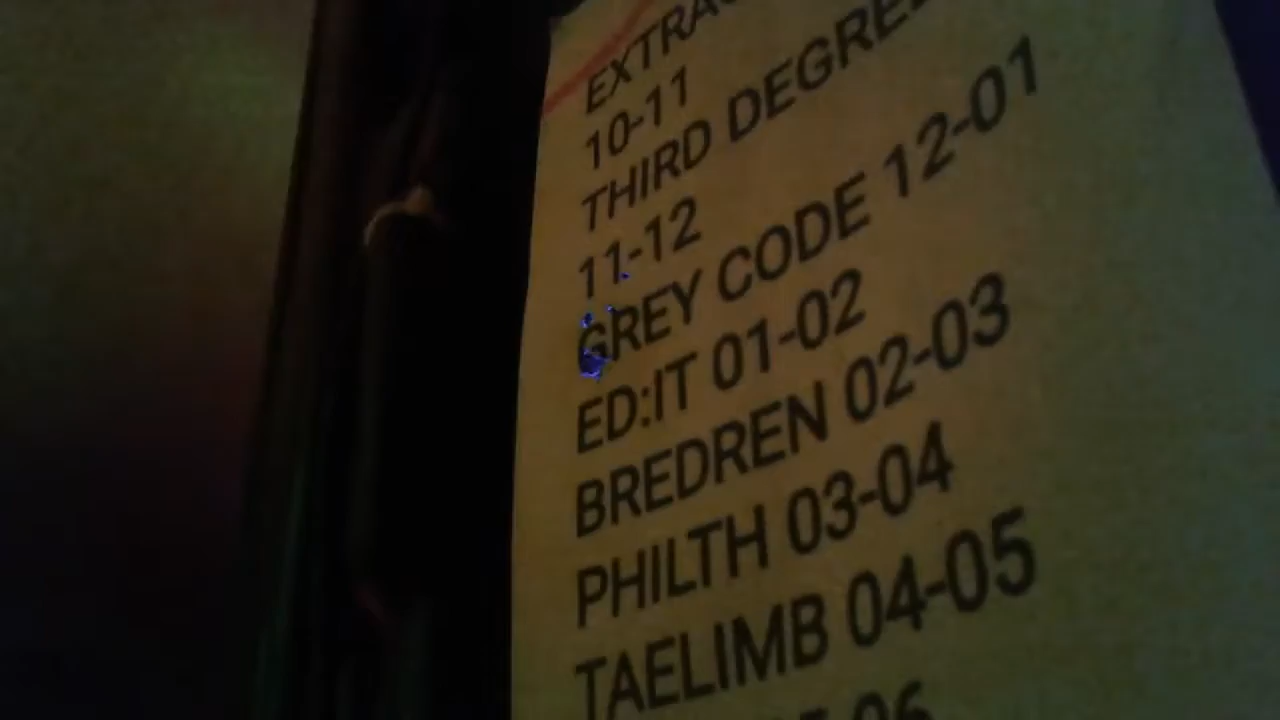 10-11
THIRD
11-12
GREY CODE 12-01
ED:IT 01-02
BREDREN 02-03
PHILTH 03-04
TAELIMB 04-05